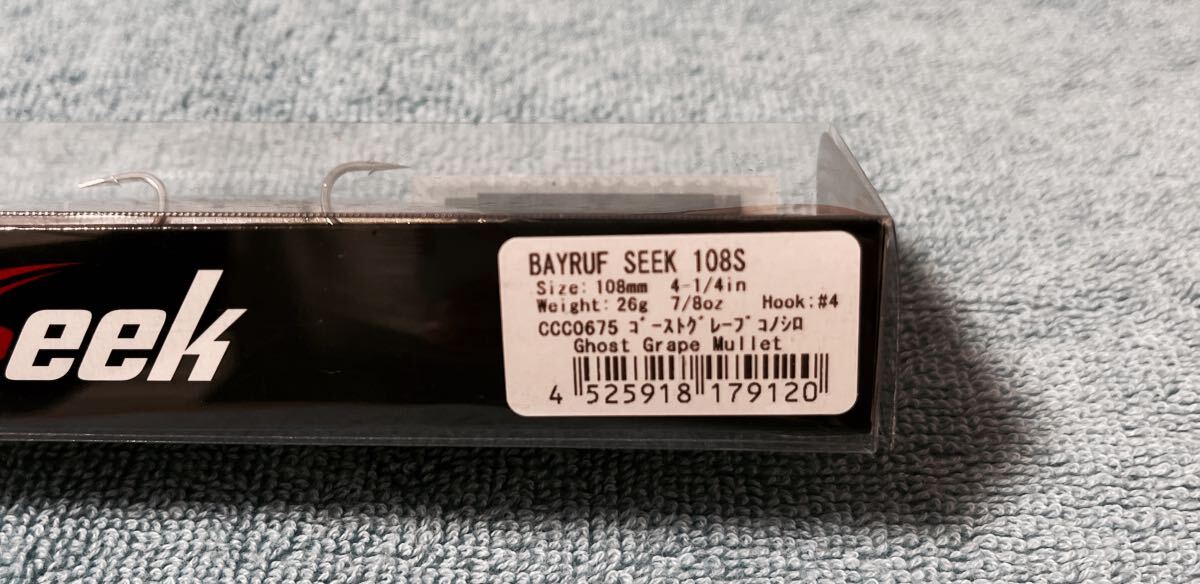 Seek
BAYRUF SEEK 108S
Size: 108mm 4-1/4in
Weight: 26g 7/8oz Hook:#4
CCC0675 ｺﾞｰｽﾄｸﾞﾚｰﾌﾟｺﾉｼﾛ
Ghost Grape Mullet
4 525918 179120